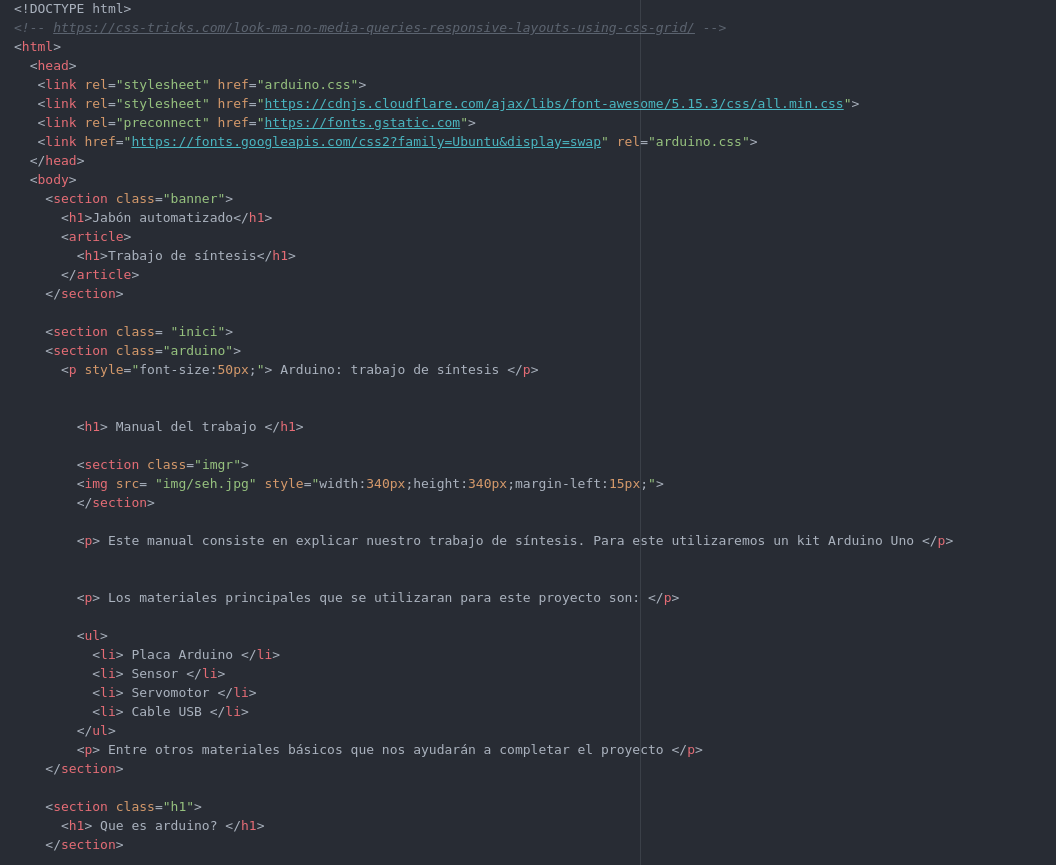 <!DOCTYPE html>
<!-- https://css-tricks.com/look-ma-no-media-queries-responsive-layouts-using-css-grid/ -->
<html>
  <head>
   <link rel="stylesheet" href="arduino.css">
   <link rel="stylesheet" href="https://cdnjs.cloudflare.com/ajax/libs/font-awesome/5.15.3/css/all.min.css">
   <link rel="preconnect" href="https://fonts.gstatic.com">
   <link href="https://fonts.googleapis.com/css2?family=Ubuntu&display=swap" rel="arduino.css">
  </head>
  <body>
    <section class="banner">
      <h1>Jabón automatizado</h1>
      <article>
        <h1>Trabajo de síntesis</h1>
      </article>
    </section>

    <section class= "inici">
    <section class="arduino">
      <p style="font-size:50px;"> Arduino: trabajo de síntesis </p>


        <h1> Manual del trabajo </h1>

        <section class="imgr">
        <img src= "img/seh.jpg" style="width:340px;height:340px;margin-left:15px;">
        </section>

        <p> Este manual consiste en explicar nuestro trabajo de síntesis. Para este utilizaremos un kit Arduino Uno </p>


        <p> Los materiales principales que se utilizaran para este proyecto son: </p>

        <ul>
          <li> Placa Arduino </li>
          <li> Sensor </li>
          <li> Servomotor </li>
          <li> Cable USB </li>
        </ul>
        <p> Entre otros materiales básicos que nos ayudarán a completar el proyecto </p>
    </section>

    <section class="h1">
      <h1> Que es arduino? </h1>
    </section>